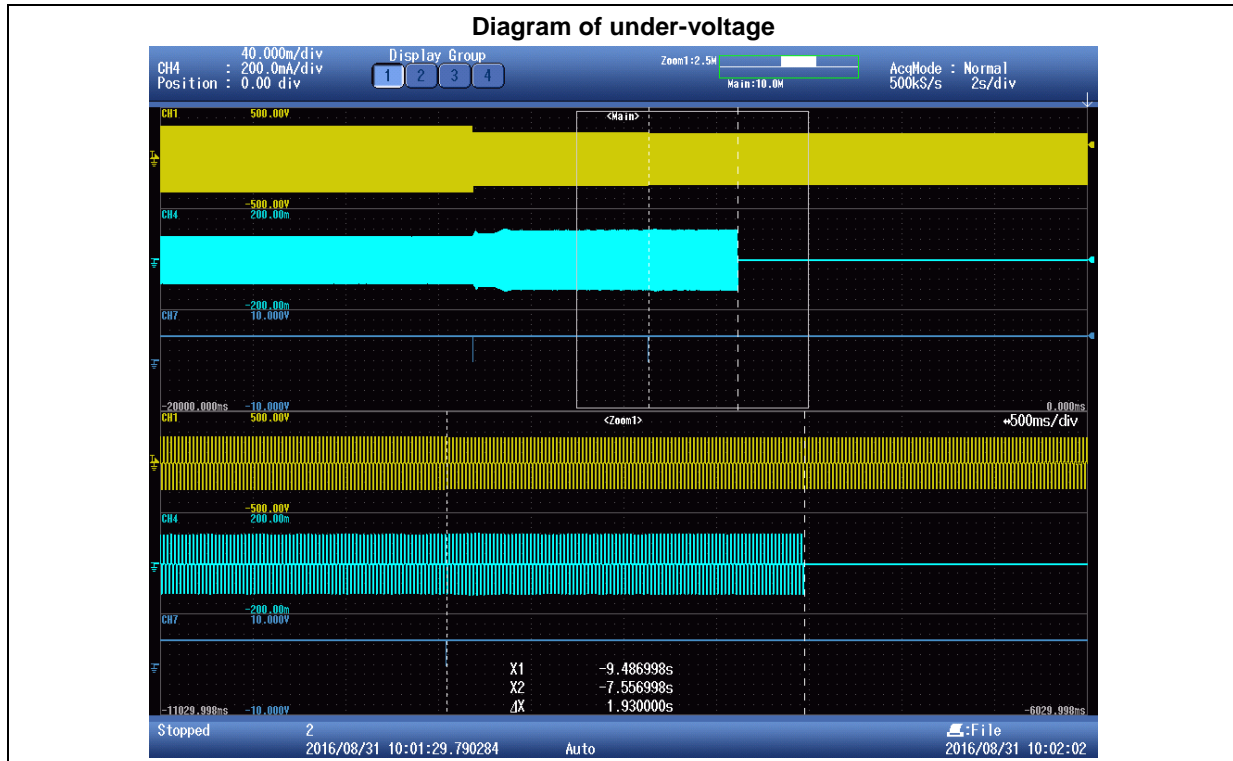 Diagram of under-voltage
40.000m/div
CH4 : 200.0mA/div
Position : 0.00 div
Display Group
1 2 3 4
Zoom1:2.5M
Main:10.0M
AcqMode : Normal
500kS/s 2s/div
CH1 500.00V
<Main>
-500.00V
CH4 200.00m
-200.00m
CH7 10.000V
-20000.000ms -10.000V 0.000ms
CH1 500.00V
<Zoom1>
⇔500ms/div
-500.00V
CH4 200.00m
-200.00m
CH7 10.000V
X1 -9.486998s
X2 -7.556998s
ΔX 1.930000s
-11029.998ms -10.000V -6029.998ms
Stopped 2
:File
2016/08/31 10:01:29.790284 Auto 2016/08/31 10:02:02